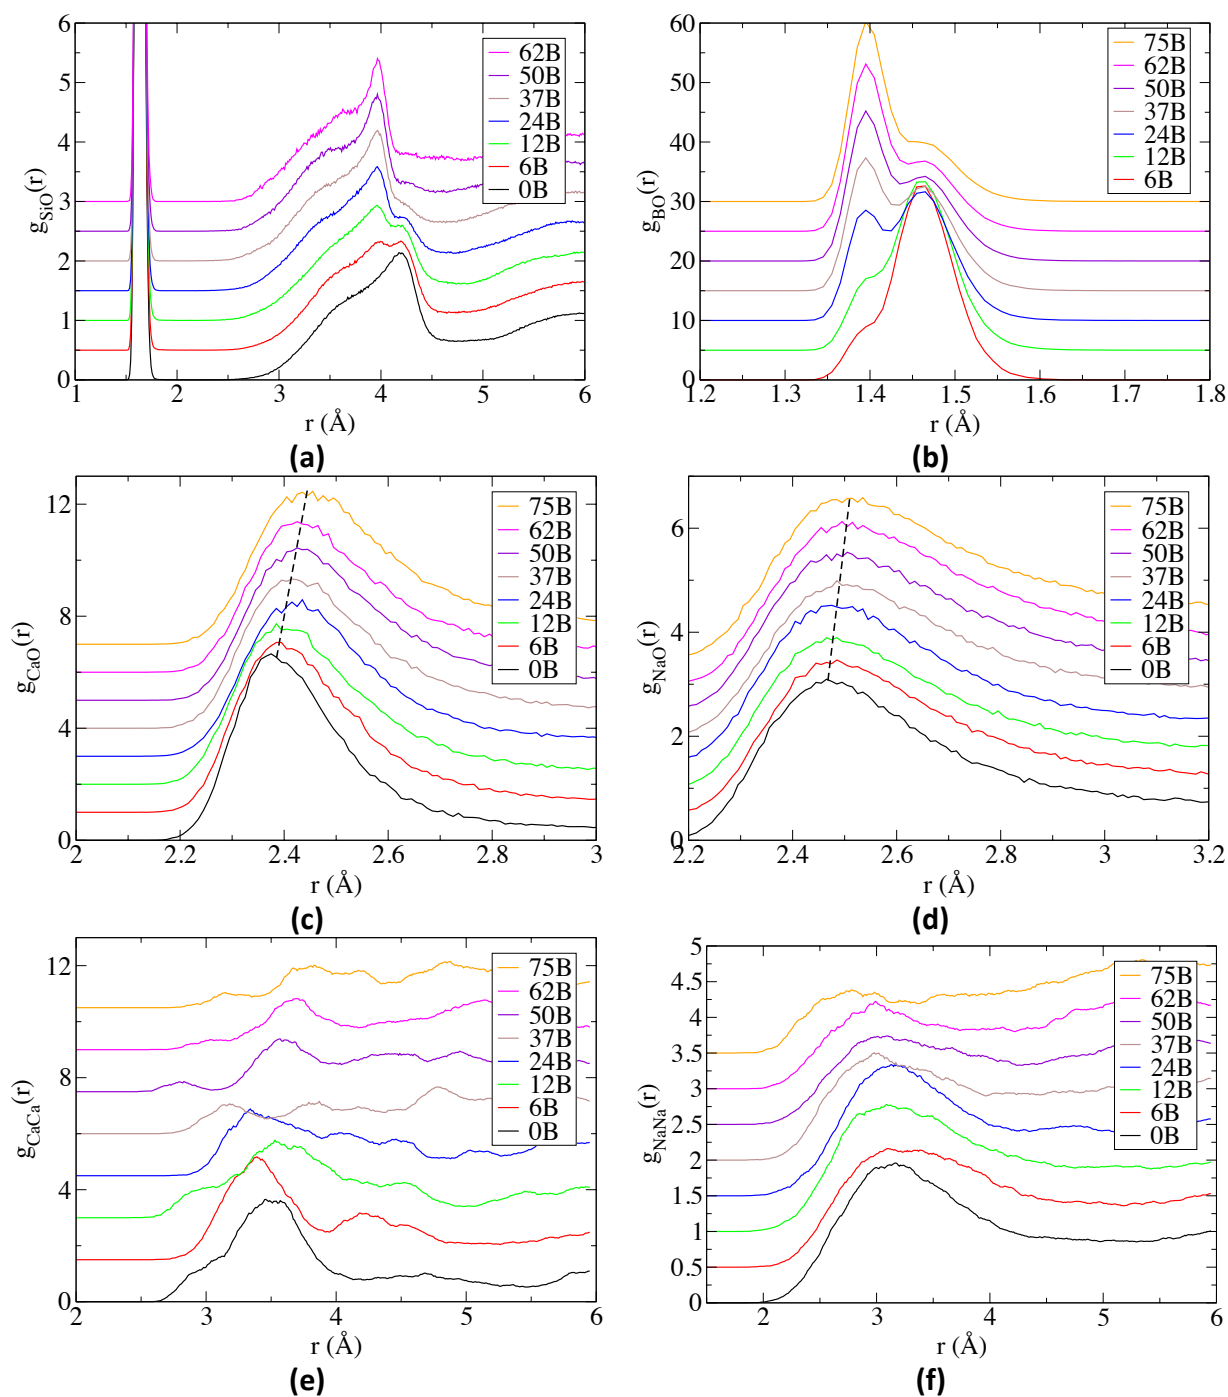 6
5
4
3
2
1
0
g_SiO(r)
62B
50B
37B
24B
12B
6B
0B
1 2 3 4 5 6
r (Å)
(a)
60
50
40
30
20
10
0
g_BO(r)
75B
62B
50B
37B
24B
12B
6B
1.2 1.3 1.4 1.5 1.6 1.7 1.8
r (Å)
(b)
12
8
4
0
g_CaO(r)
75B
62B
50B
37B
24B
12B
6B
0B
2 2.2 2.4 2.6 2.8 3
r (Å)
(c)
6
4
2
0
g_NaO(r)
75B
62B
50B
37B
24B
12B
6B
0B
2.2 2.4 2.6 2.8 3 3.2
r (Å)
(d)
12
8
4
0
g_CaCa(r)
75B
62B
50B
37B
24B
12B
6B
0B
2 3 4 5 6
r (Å)
(e)
5
4.5
4
3.5
3
2.5
2
1.5
1
0.5
0
g_NaNa(r)
75B
62B
50B
37B
24B
12B
6B
0B
2 3 4 5 6
r (Å)
(f)